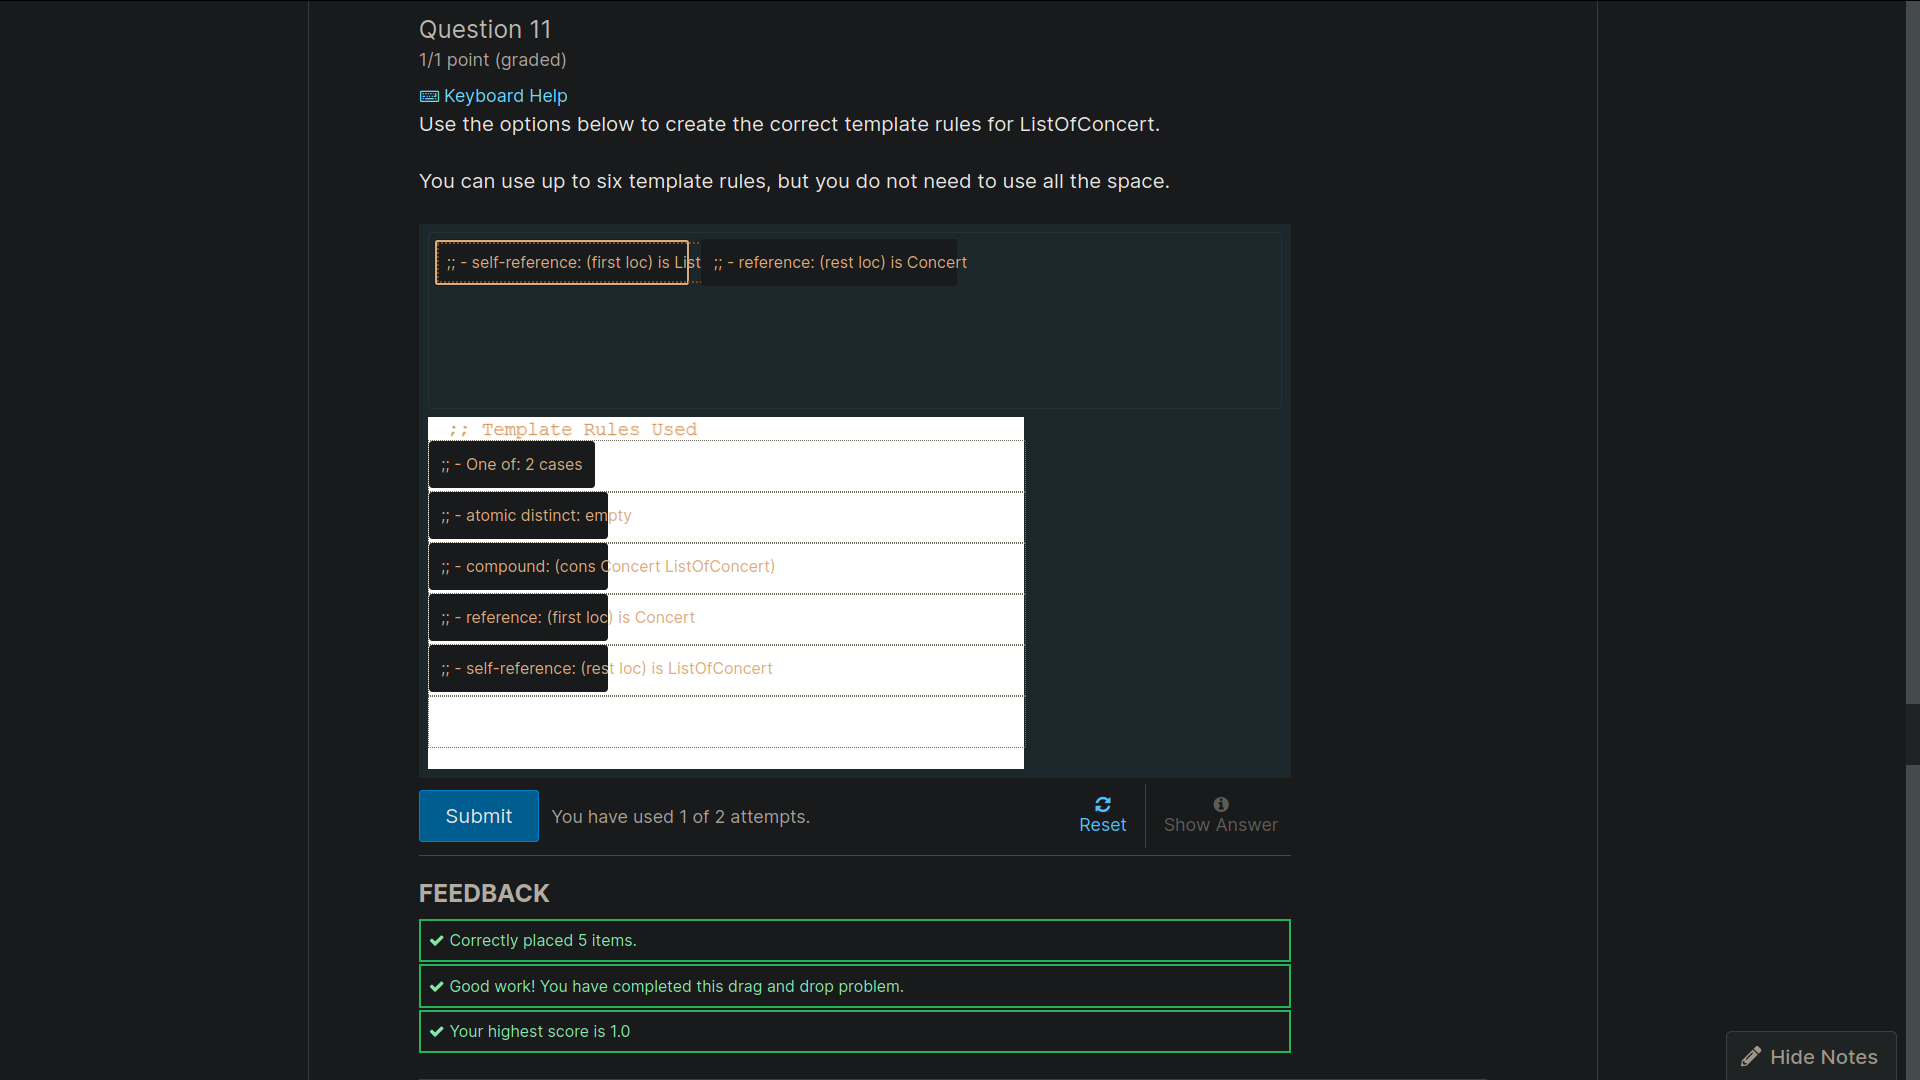 Question 11
1/1 point (graded)
Keyboard Help
Use the options below to create the correct template rules for ListOfConcert.
You can use up to six template rules, but you do not need to use all the space.
;; - self-reference: (first loc) is List ;; - reference: (rest loc) is Concert
;; Template Rules Used
;; - One of: 2 cases
;; - atomic distinct: empty
;; - compound: (cons Concert ListOfConcert)
;; - reference: (first loc) is Concert
;; - self-reference: (rest loc) is ListOfConcert
Submit You have used 1 of 2 attempts. Reset Show Answer
FEEDBACK
Correctly placed 5 items.
Good work! You have completed this drag and drop problem.
Your highest score is 1.0
Hide Notes